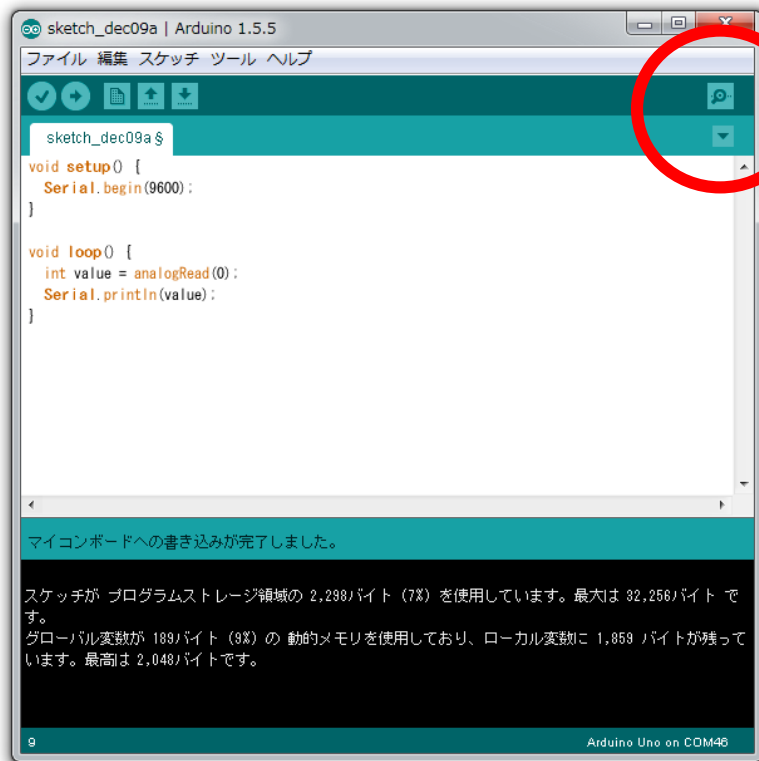 sketch_dec09a | Arduino 1.5.5
ファイル 編集 スケッチ ツール ヘルプ
sketch_dec09a §
void setup() {
  Serial.begin(9600);
}
void loop() {
  int value = analogRead(0);
  Serial.println(value);
}
マイコンボードへの書き込みが完了しました。
スケッチが プログラムストレージ領域の 2,298バイト (7%) を使用しています。最大は 32,256バイト で
す。
グローバル変数が 189バイト (9%) の 動的メモリを使用しており、ローカル変数に 1,859 バイトが残って
います。最高は 2,048バイトです。
9 Arduino Uno on COM46